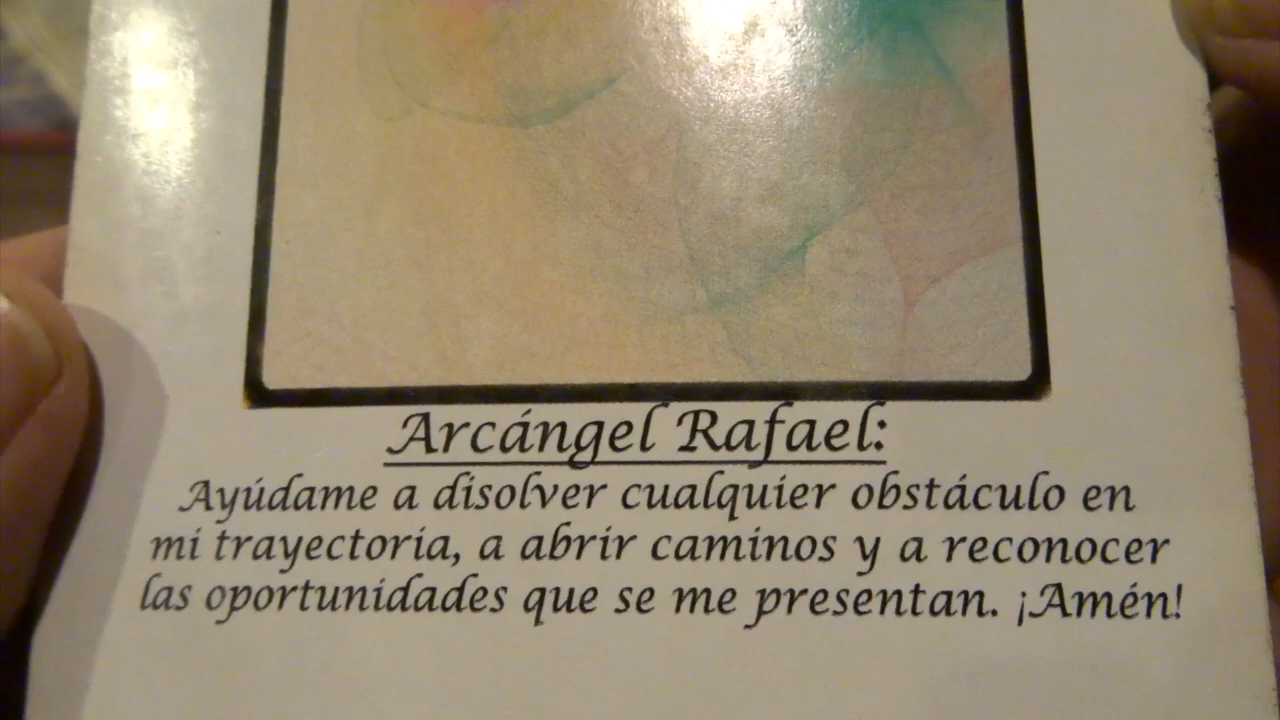 Arcángel Rafael:
Ayúdame a disolver cualquier obstáculo en
mi trayectoria, a abrir caminos y a reconocer
las oportunidades que se me presentan. ¡Amén!